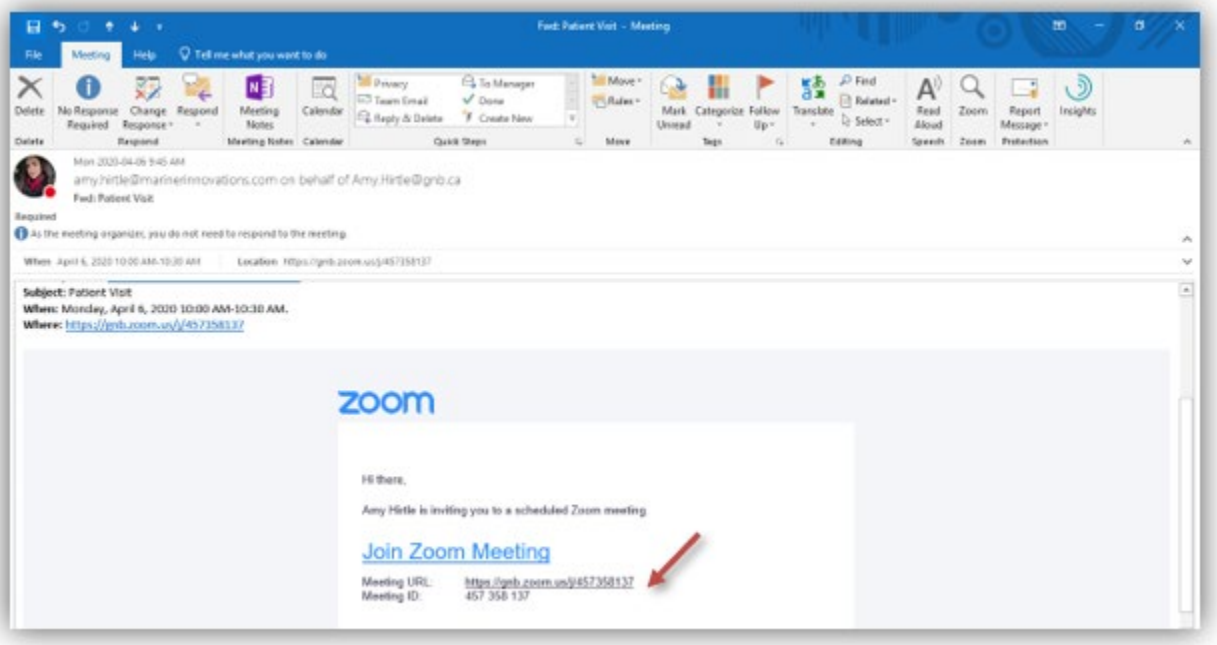 Fwd: Patient Visit - Meeting
File Meeting Help Tell me what you want to do
Delete
No Response Required
Change Response
Respond
Meeting Notes
Calendar
Privacy To Manager
Team Email Done
Reply & Delete Create New
Move
Rules
Mark Unread
Categorize
Follow Up
Translate
Find
Related
Select
Read Aloud
Zoom
Report Message
Insights
Delete Respond Meeting Notes Calendar Quick Steps Move Tags Editing Speech Zoom Protection
Mon 2020-04-06 9:45 AM
amy.hirtle@marinerinnovations.com on behalf of Amy.Hirtle@gnb.ca
Fwd: Patient Visit
Required
As the meeting organizer, you do not need to respond to the meeting.
When April 6, 2020 10:00 AM-10:30 AM Location https://gnb.zoom.us/j/457358137
Subject: Patient Visit
When: Monday, April 6, 2020 10:00 AM-10:30 AM.
Where: https://gnb.zoom.us/j/457358137
zoom
Hi there,
Amy Hirtle is inviting you to a scheduled Zoom meeting.
Join Zoom Meeting
Meeting URL: https://gnb.zoom.us/j/457358137
Meeting ID: 457 358 137